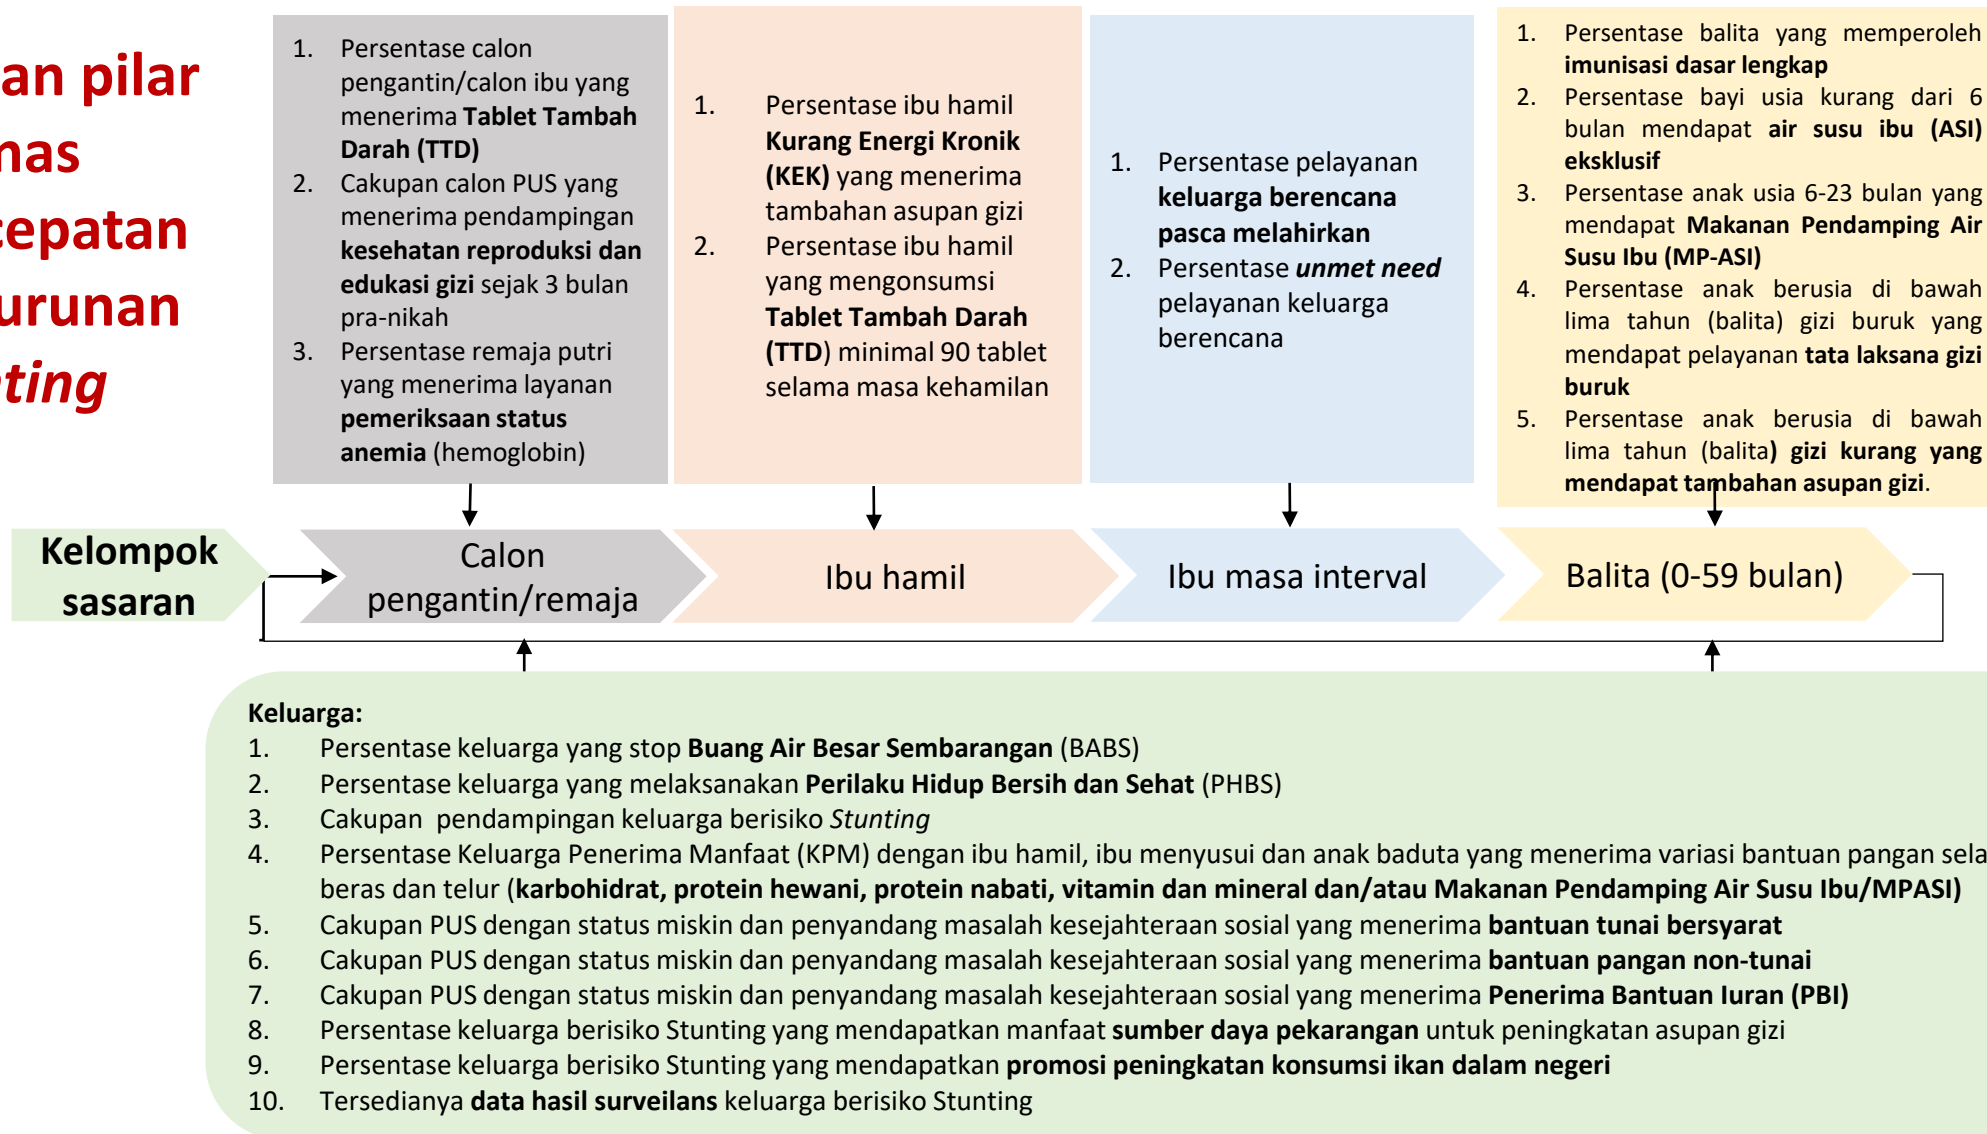 an pilar
nas
cepatan
urunan
nting
1. Persentase calon
pengantin/calon ibu yang
menerima Tablet Tambah
Darah (TTD)
2. Cakupan calon PUS yang
menerima pendampingan
kesehatan reproduksi dan
edukasi gizi sejak 3 bulan
pra-nikah
3. Persentase remaja putri
yang menerima layanan
pemeriksaan status
anemia (hemoglobin)
1. Persentase ibu hamil
Kurang Energi Kronik
(KEK) yang menerima
tambahan asupan gizi
2. Persentase ibu hamil
yang mengonsumsi
Tablet Tambah Darah
(TTD) minimal 90 tablet
selama masa kehamilan
1. Persentase pelayanan
keluarga berencana
pasca melahirkan
2. Persentase unmet need
pelayanan keluarga
berencana
1. Persentase balita yang memperoleh
imunisasi dasar lengkap
2. Persentase bayi usia kurang dari 6
bulan mendapat air susu ibu (ASI)
eksklusif
3. Persentase anak usia 6-23 bulan yang
mendapat Makanan Pendamping Air
Susu Ibu (MP-ASI)
4. Persentase anak berusia di bawah
lima tahun (balita) gizi buruk yang
mendapat pelayanan tata laksana gizi
buruk
5. Persentase anak berusia di bawah
lima tahun (balita) gizi kurang yang
mendapat tambahan asupan gizi.
Kelompok
sasaran
Calon
pengantin/remaja
Ibu hamil
Ibu masa interval
Balita (0-59 bulan)
Keluarga:
1. Persentase keluarga yang stop Buang Air Besar Sembarangan (BABS)
2. Persentase keluarga yang melaksanakan Perilaku Hidup Bersih dan Sehat (PHBS)
3. Cakupan pendampingan keluarga berisiko Stunting
4. Persentase Keluarga Penerima Manfaat (KPM) dengan ibu hamil, ibu menyusui dan anak baduta yang menerima variasi bantuan pangan sela
beras dan telur (karbohidrat, protein hewani, protein nabati, vitamin dan mineral dan/atau Makanan Pendamping Air Susu Ibu/MPASI)
5. Cakupan PUS dengan status miskin dan penyandang masalah kesejahteraan sosial yang menerima bantuan tunai bersyarat
6. Cakupan PUS dengan status miskin dan penyandang masalah kesejahteraan sosial yang menerima bantuan pangan non-tunai
7. Cakupan PUS dengan status miskin dan penyandang masalah kesejahteraan sosial yang menerima Penerima Bantuan Iuran (PBI)
8. Persentase keluarga berisiko Stunting yang mendapatkan manfaat sumber daya pekarangan untuk peningkatan asupan gizi
9. Persentase keluarga berisiko Stunting yang mendapatkan promosi peningkatan konsumsi ikan dalam negeri
10. Tersedianya data hasil surveilans keluarga berisiko Stunting